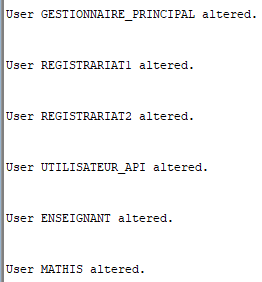 User GESTIONNAIRE_PRINCIPAL altered.
User REGISTRARIAT1 altered.
User REGISTRARIAT2 altered.
User UTILISATEUR_API altered.
User ENSEIGNANT altered.
User MATHIS altered.